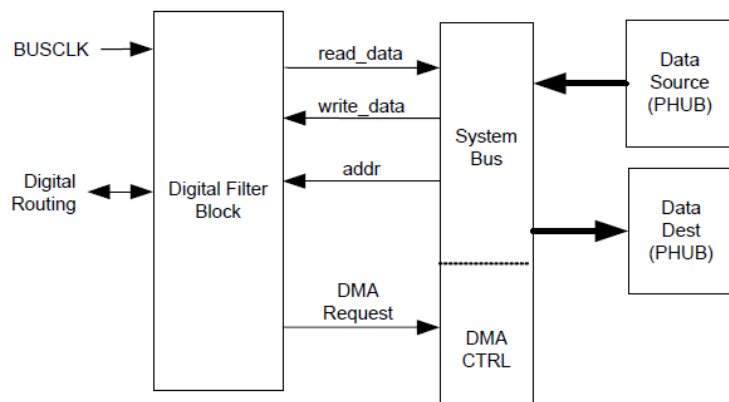 BUSCLK
Digital
Routing
Digital Filter
Block
read_data
write_data
addr
DMA
Request
System
Bus
DMA
CTRL
Data
Source
(PHUB)
Data
Dest
(PHUB)